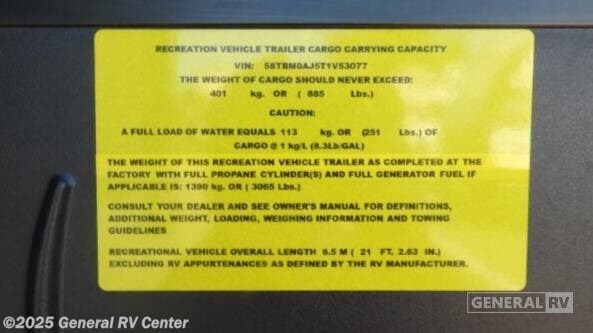 RECREATION VEHICLE TRAILER CARGO CARRYING CAPACITY
VIN: 58TBM0AJ5T1V53077
THE WEIGHT OF CARGO SHOULD NEVER EXCEED:
401 kg. OR ( 885 Lbs.)
CAUTION:
A FULL LOAD OF WATER EQUALS 113 kg. OR (251 Lbs.) OF
CARGO @ 1 kg/L (8.3Lb/GAL)
THE WEIGHT OF THIS RECREATION VEHICLE TRAILER AS COMPLETED AT THE
FACTORY WITH FULL PROPANE CYLINDER(S) AND FULL GENERATOR FUEL IF
APPLICABLE IS: 1390 kg. OR ( 3065 Lbs.)
CONSULT YOUR DEALER AND SEE OWNER'S MANUAL FOR DEFINITIONS,
ADDITIONAL WEIGHT, LOADING, WEIGHING INFORMATION AND TOWING
GUIDELINES
RECREATIONAL VEHICLE OVERALL LENGTH 6.5 M ( 21 FT. 2.63 IN.)
EXCLUDING RV APPURTENANCES AS DEFINED BY THE RV MANUFACTURER.
GENERAL RV
©2025 General RV Center